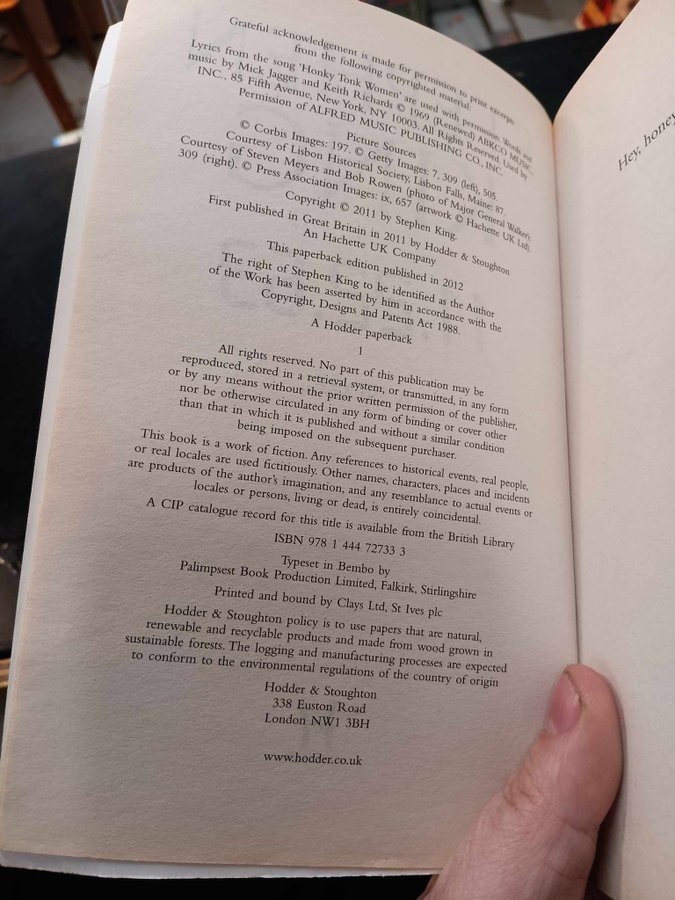 Grateful acknowledgement is made for permission to print excerpts
from the following copyrighted material:
Lyrics from the song 'Honky Tonk Women' are used with permission Words and
music by Mick Jagger and Keith Richards © 1969 (Renewed) ABKCO MUSIC,
INC., 85 Fifth Avenue, New York, NY 10003. All Rights Reserved. Used by
Permission of ALFRED MUSIC PUBLISHING CO., INC.
Picture Sources
© Corbis Images: 197. © Getty Images: 7, 309 (left), 505.
Courtesy of Lisbon Historical Society, Lisbon Falls, Maine: 87.
Courtesy of Steven Meyers and Bob Rowen (photo of Major General Walker):
309 (right). © Press Association Images: ix, 657 (artwork © Hachette UK Ltd).
Copyright © 2011 by Stephen King.
First published in Great Britain in 2011 by Hodder & Stoughton
An Hachette UK Company
This paperback edition published in 2012
The right of Stephen King to be identified as the Author
of the Work has been asserted by him in accordance with the
Copyright, Designs and Patents Act 1988.
A Hodder paperback
1
All rights reserved. No part of this publication may be
reproduced, stored in a retrieval system, or transmitted, in any form
or by any means without the prior written permission of the publisher,
nor be otherwise circulated in any form of binding or cover other
than that in which it is published and without a similar condition
being imposed on the subsequent purchaser.
This book is a work of fiction. Any references to historical events, real people,
or real locales are used fictitiously. Other names, characters, places and incidents
are products of the author's imagination, and any resemblance to actual events or
locales or persons, living or dead, is entirely coincidental.
A CIP catalogue record for this title is available from the British Library
ISBN 978 1 444 72733 3
Typeset in Bembo by
Palimpsest Book Production Limited, Falkirk, Stirlingshire
Printed and bound by Clays Ltd, St Ives plc
Hodder & Stoughton policy is to use papers that are natural,
renewable and recyclable products and made from wood grown in
sustainable forests. The logging and manufacturing processes are expected
to conform to the environmental regulations of the country of origin
Hodder & Stoughton
338 Euston Road
London NW1 3BH
www.hodder.co.uk
Hey, honey